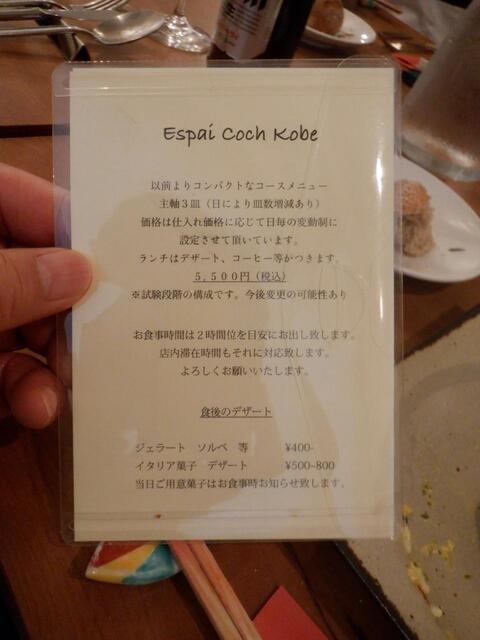 Espai Coch Kobe
以前よりコンパクトなコースメニュー
主軸３皿（日により皿数増減あり）
価格は仕入れ価格に応じて日毎の変動制に
設定させて頂いています。
ランチはデザート、コーヒー等がつきます。
５,５００円（税込）
※試験段階の構成です。今後変更の可能性あり
お食事時間は２時間位を目安にお出し致します。
店内滞在時間もそれに対応致します。
よろしくお願いいたします。
食後のデザート
ジェラート　ソルベ　等　¥400-
イタリア菓子　デザート　¥500~800
当日ご用意菓子はお食事時お知らせ致します。